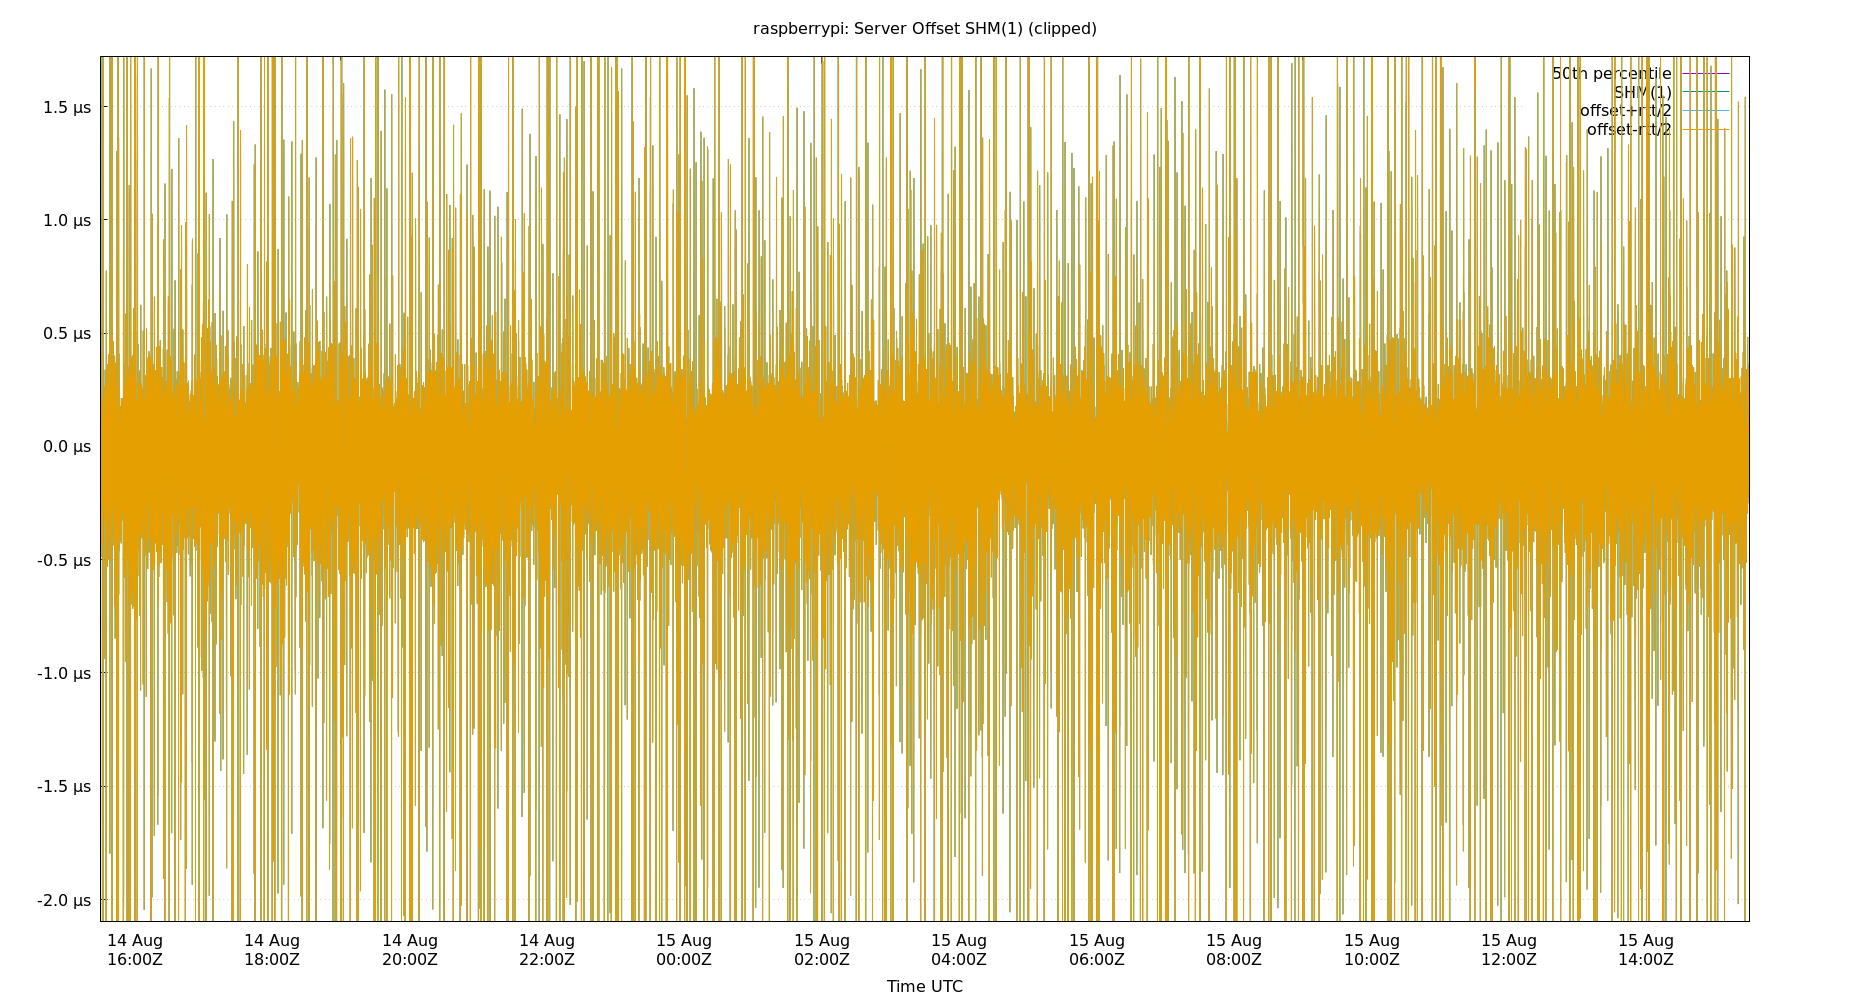 raspberrypi: Server Offset SHM(1) (clipped)
50th percentile
SHM(1)
offset+rtt/2
offset-rtt/2
1.5 µs
1.0 µs
0.5 µs
0.0 µs
-0.5 µs
-1.0 µs
-1.5 µs
-2.0 µs
14 Aug 14 Aug 14 Aug 14 Aug 15 Aug 15 Aug 15 Aug 15 Aug 15 Aug 15 Aug 15 Aug 15 Aug
16:00Z 18:00Z 20:00Z 22:00Z 00:00Z 02:00Z 04:00Z 06:00Z 08:00Z 10:00Z 12:00Z 14:00Z
Time UTC